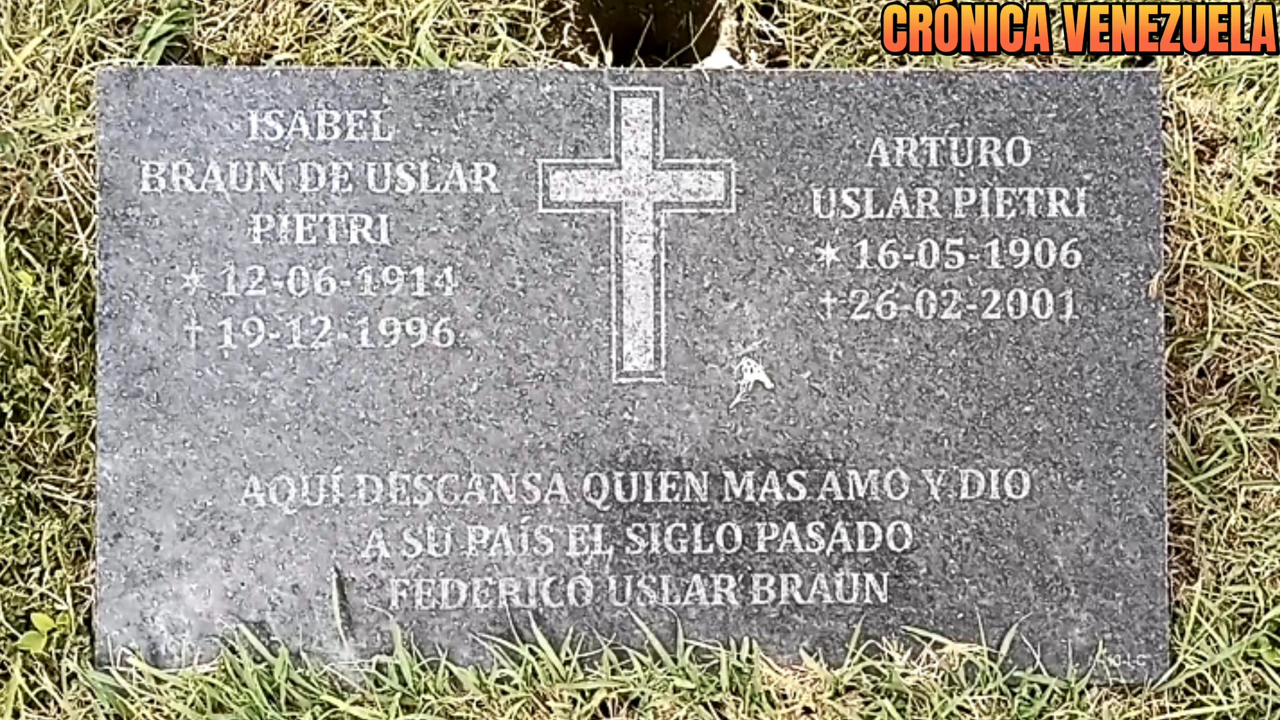 CRÓNICA VENEZUELA
ISABEL
BRAUN DE USLAR
PIETRI
✶ 12-06-1914
† 19-12-1996
ARTURO
USLAR PIETRI
✶ 16-05-1906
† 26-02-2001
AQUÍ DESCANSA QUIEN MAS AMO Y DIO
A SU PAÍS EL SIGLO PASADO
FEDERICO USLAR BRAUN